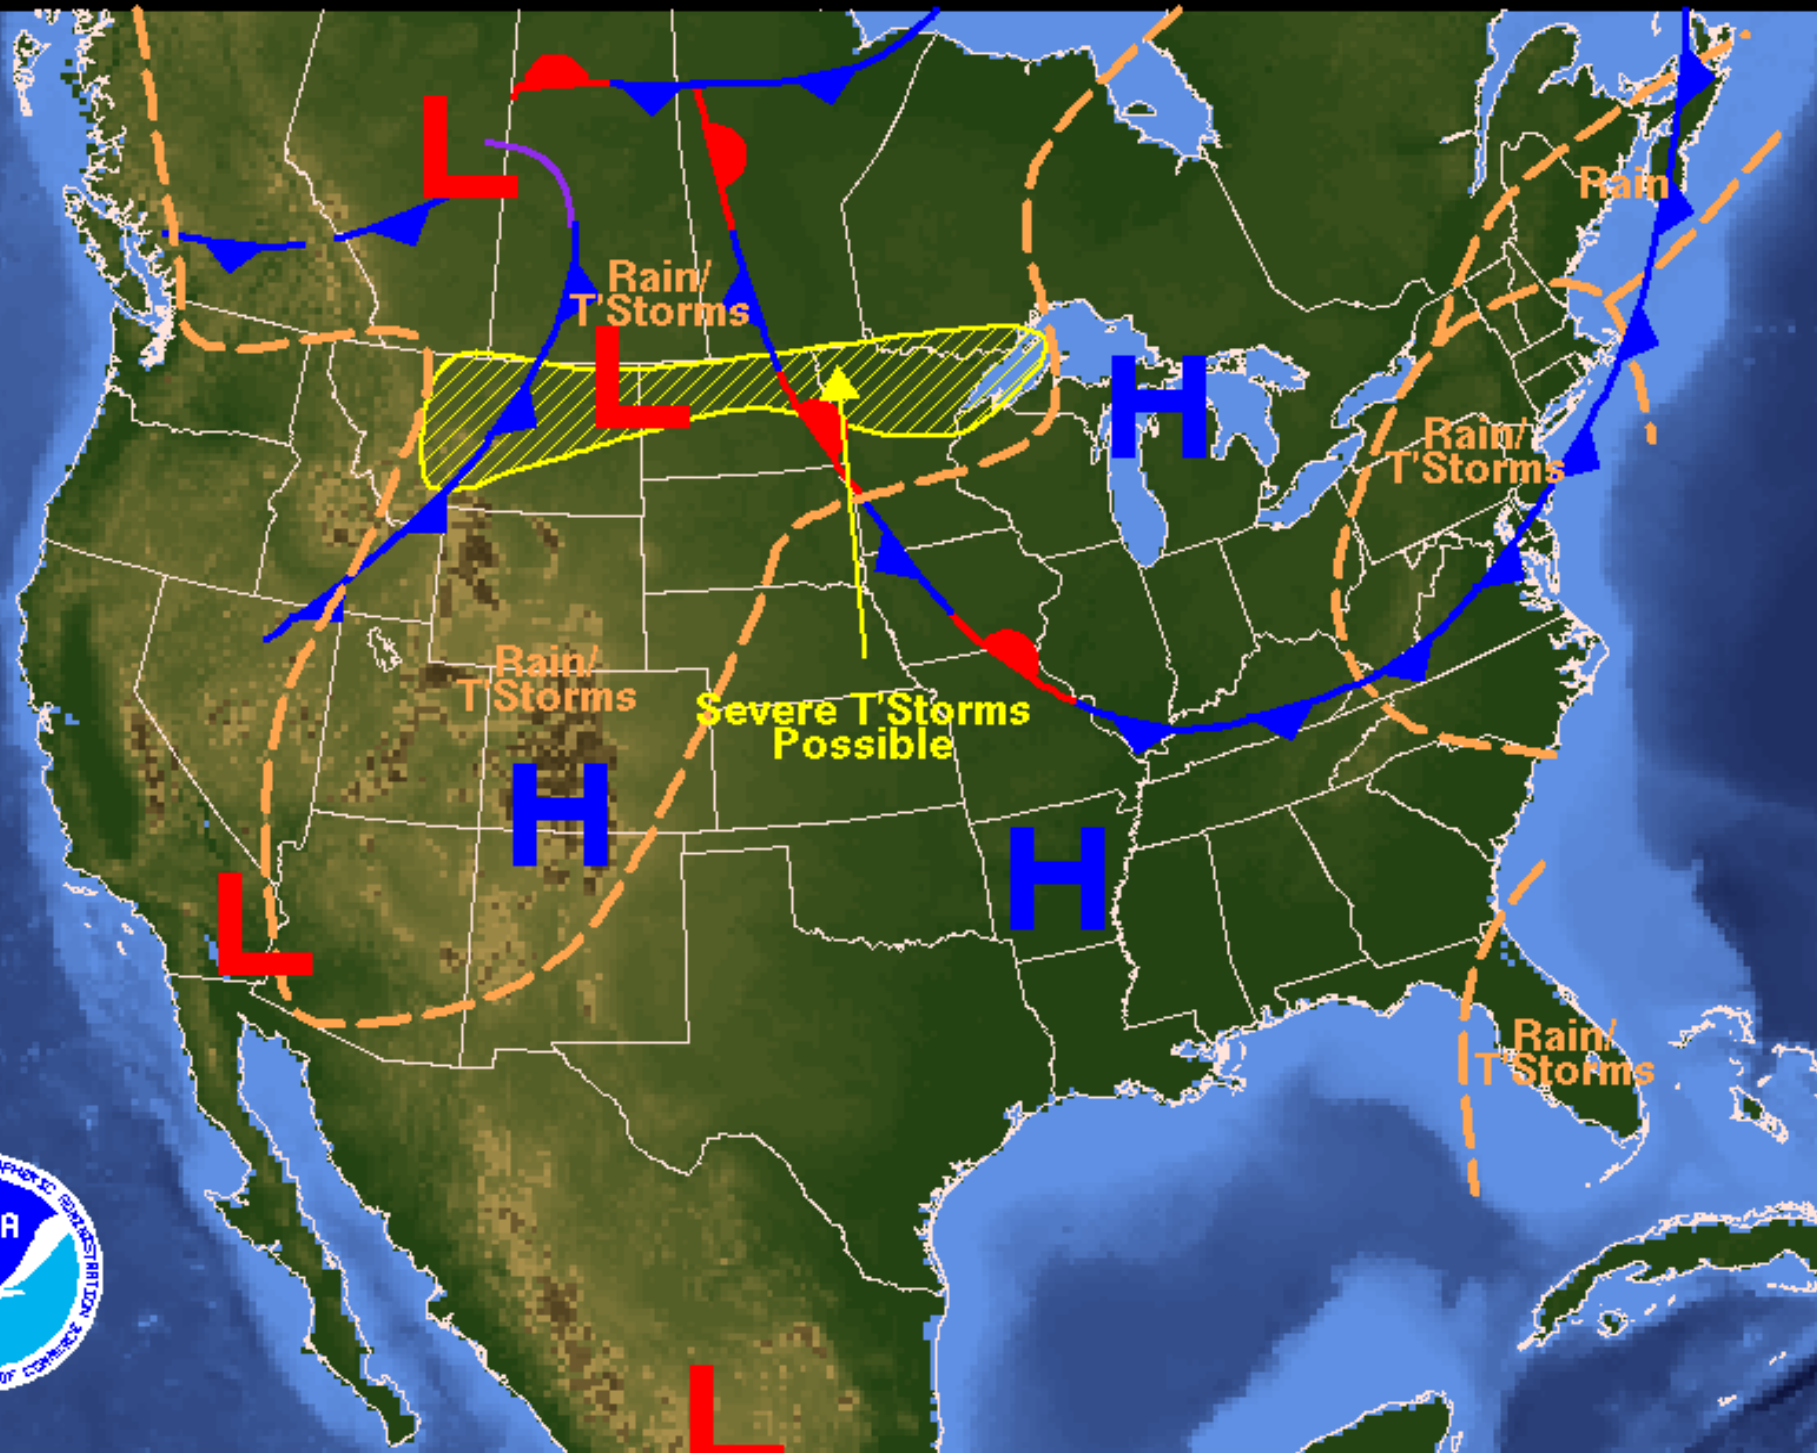 L
Rain
Rain/
T'Storms
L
H
Rain/
T'Storms
Rain/
T'Storms
Severe T'Storms
Possible
H
H
L
Rain/
T'Storms
A
L